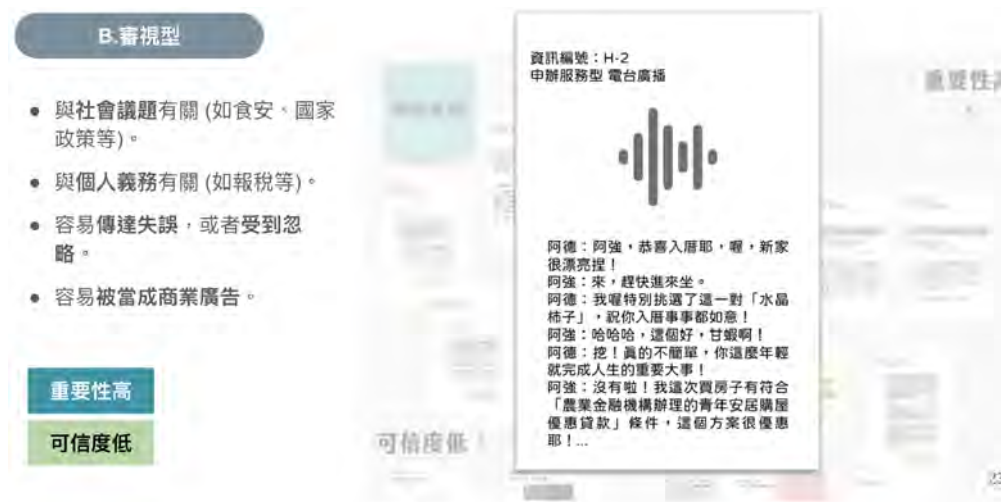 B.審視型
● 與社會議題有關 (如食安、國家
政策等)。
● 與個人義務有關 (如報稅等)。
● 容易傳達失誤，或者受到忽
略。
● 容易被當成商業廣告。
重要性高
可信度低
資訊編號：H-2
申辦服務型 電台廣播
阿德：阿強，恭喜入厝耶，喔，新家
很漂亮捏！
阿強：來，趕快進來坐。
阿德：我喔特別挑選了這一對「水晶
柿子」，祝你入厝事事都如意！
阿強：哈哈哈，這個好，甘蝦啊！
阿德：挖！真的不簡單，你這麼年輕
就完成人生的重要大事！
阿強：沒有啦！我這次買房子有符合
「農業金融機構辦理的青年安居購屋
優惠貸款」條件，這個方案很優惠
耶！...
重要性高
可信度低